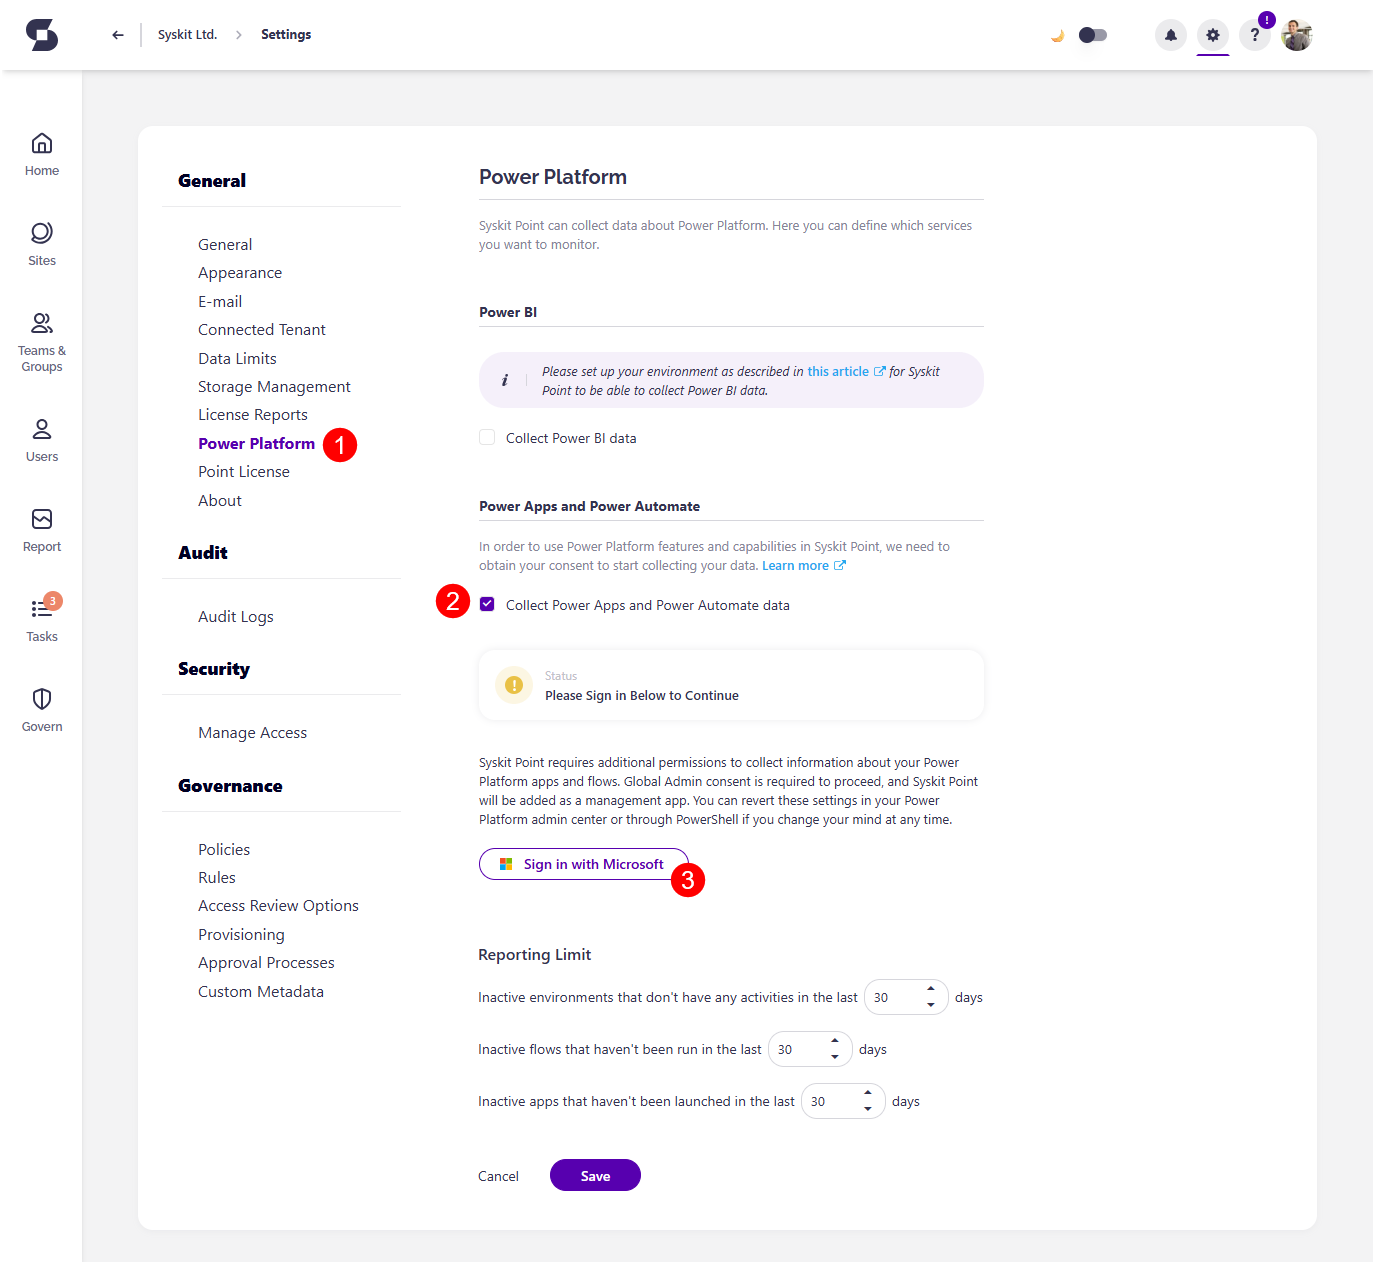 Syskit Ltd.
Settings
?
!
Home
Sites
Teams &
Groups
Users
Report
3
Tasks
Govern
General
General
Appearance
E-mail
Connected Tenant
Data Limits
Storage Management
License Reports
Power Platform
1
Point License
About
Audit
Audit Logs
Security
Manage Access
Governance
Policies
Rules
Access Review Options
Provisioning
Approval Processes
Custom Metadata
Power Platform
Syskit Point can collect data about Power Platform. Here you can define which services
you want to monitor.
Power BI
i
Please set up your environment as described in this article for Syskit
Point to be able to collect Power BI data.
Collect Power BI data
Power Apps and Power Automate
In order to use Power Platform features and capabilities in Syskit Point, we need to
obtain your consent to start collecting your data. Learn more
2
Collect Power Apps and Power Automate data
!
Status
Please Sign in Below to Continue
Syskit Point requires additional permissions to collect information about your Power
Platform apps and flows. Global Admin consent is required to proceed, and Syskit Point
will be added as a management app. You can revert these settings in your Power
Platform admin center or through PowerShell if you change your mind at any time.
Sign in with Microsoft
3
Reporting Limit
Inactive environments that don't have any activities in the last 30 days
Inactive flows that haven't been run in the last 30 days
Inactive apps that haven't been launched in the last 30 days
Cancel
Save